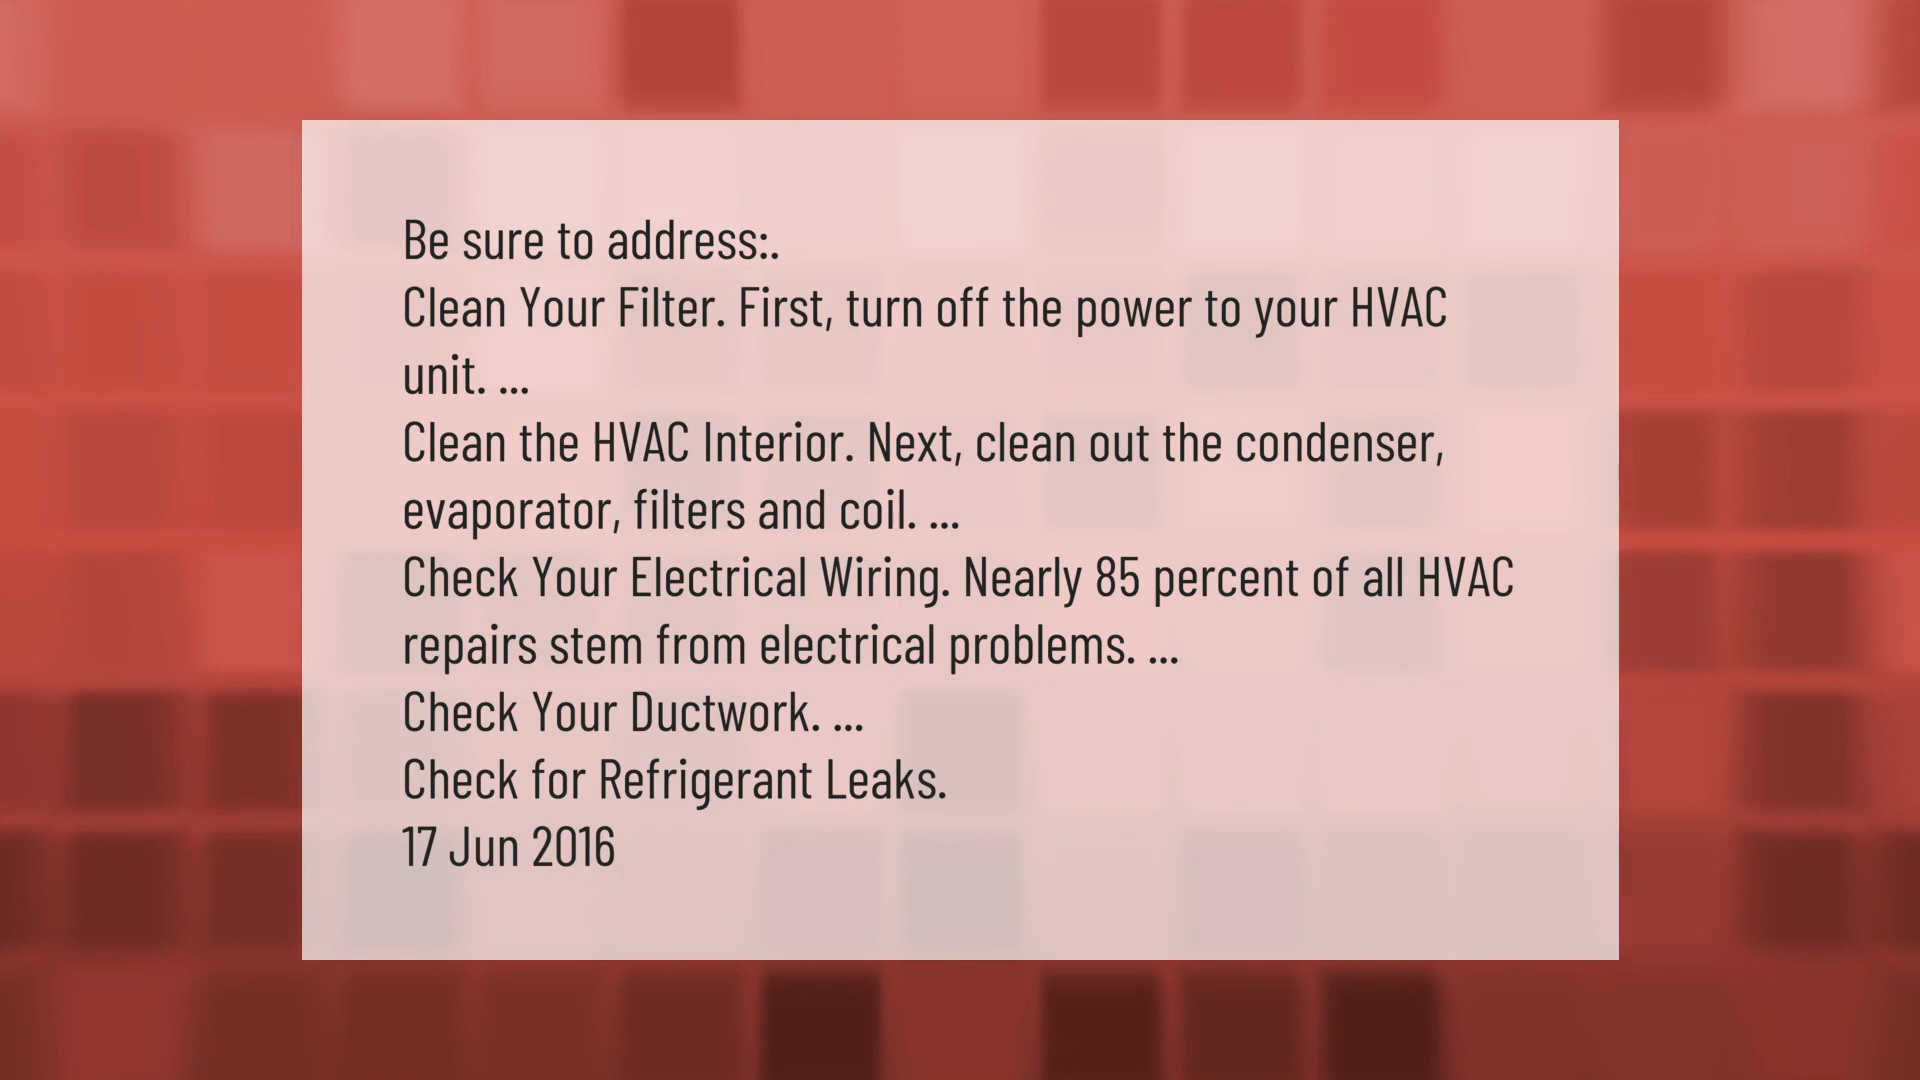 Be sure to address:.
Clean Your Filter. First, turn off the power to your HVAC
unit. ...
Clean the HVAC Interior. Next, clean out the condenser,
evaporator, filters and coil. ...
Check Your Electrical Wiring. Nearly 85 percent of all HVAC
repairs stem from electrical problems. ...
Check Your Ductwork. ...
Check for Refrigerant Leaks.
17 Jun 2016